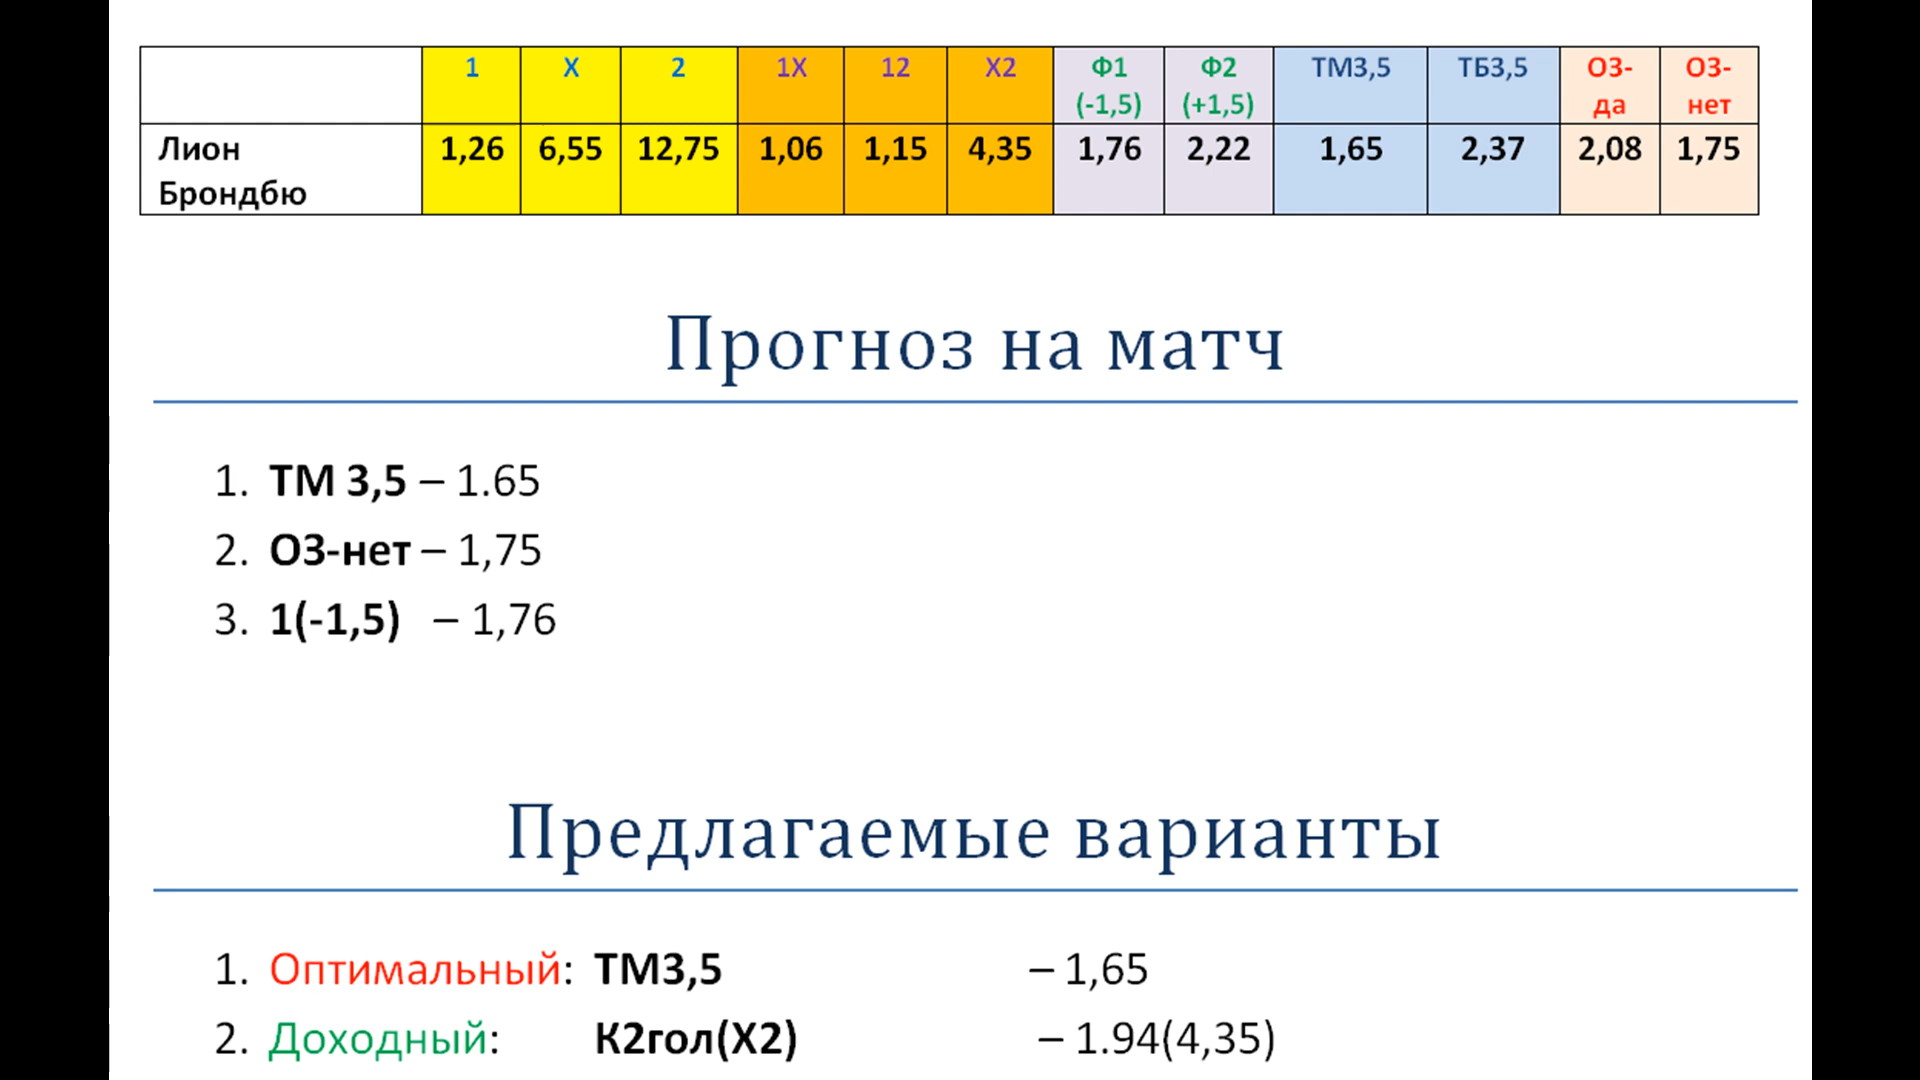 1 X 2 1X 12 X2 Ф1 Ф2 ТМ3,5 ТБ3,5 ОЗ- ОЗ-
(-1,5) (+1,5) да нет
Лион 1,26 6,55 12,75 1,06 1,15 4,35 1,76 2,22 1,65 2,37 2,08 1,75
Брондбю
Прогноз на матч
1. ТМ 3,5 – 1.65
2. ОЗ-нет – 1,75
3. 1(-1,5) – 1,76
Предлагаемые варианты
1. Оптимальный: ТМ3,5 – 1,65
2. Доходный: К2гол(Х2) – 1.94(4,35)